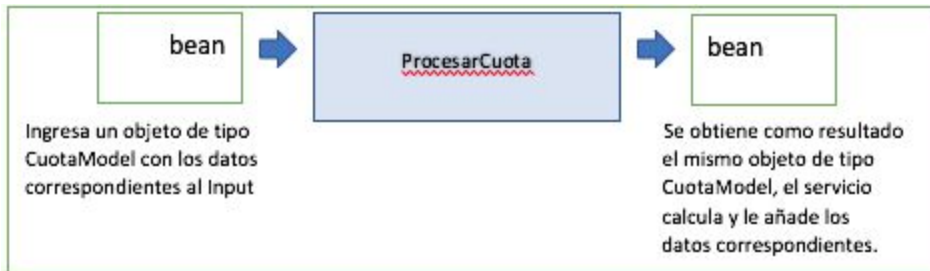 bean
ProcesarCuota
bean
Ingresa un objeto de tipo
CuotaModel con los datos
correspondientes al Input
Se obtiene como resultado
el mismo objeto de tipo
CuotaModel, el servicio
calcula y le añade los
datos correspondientes.